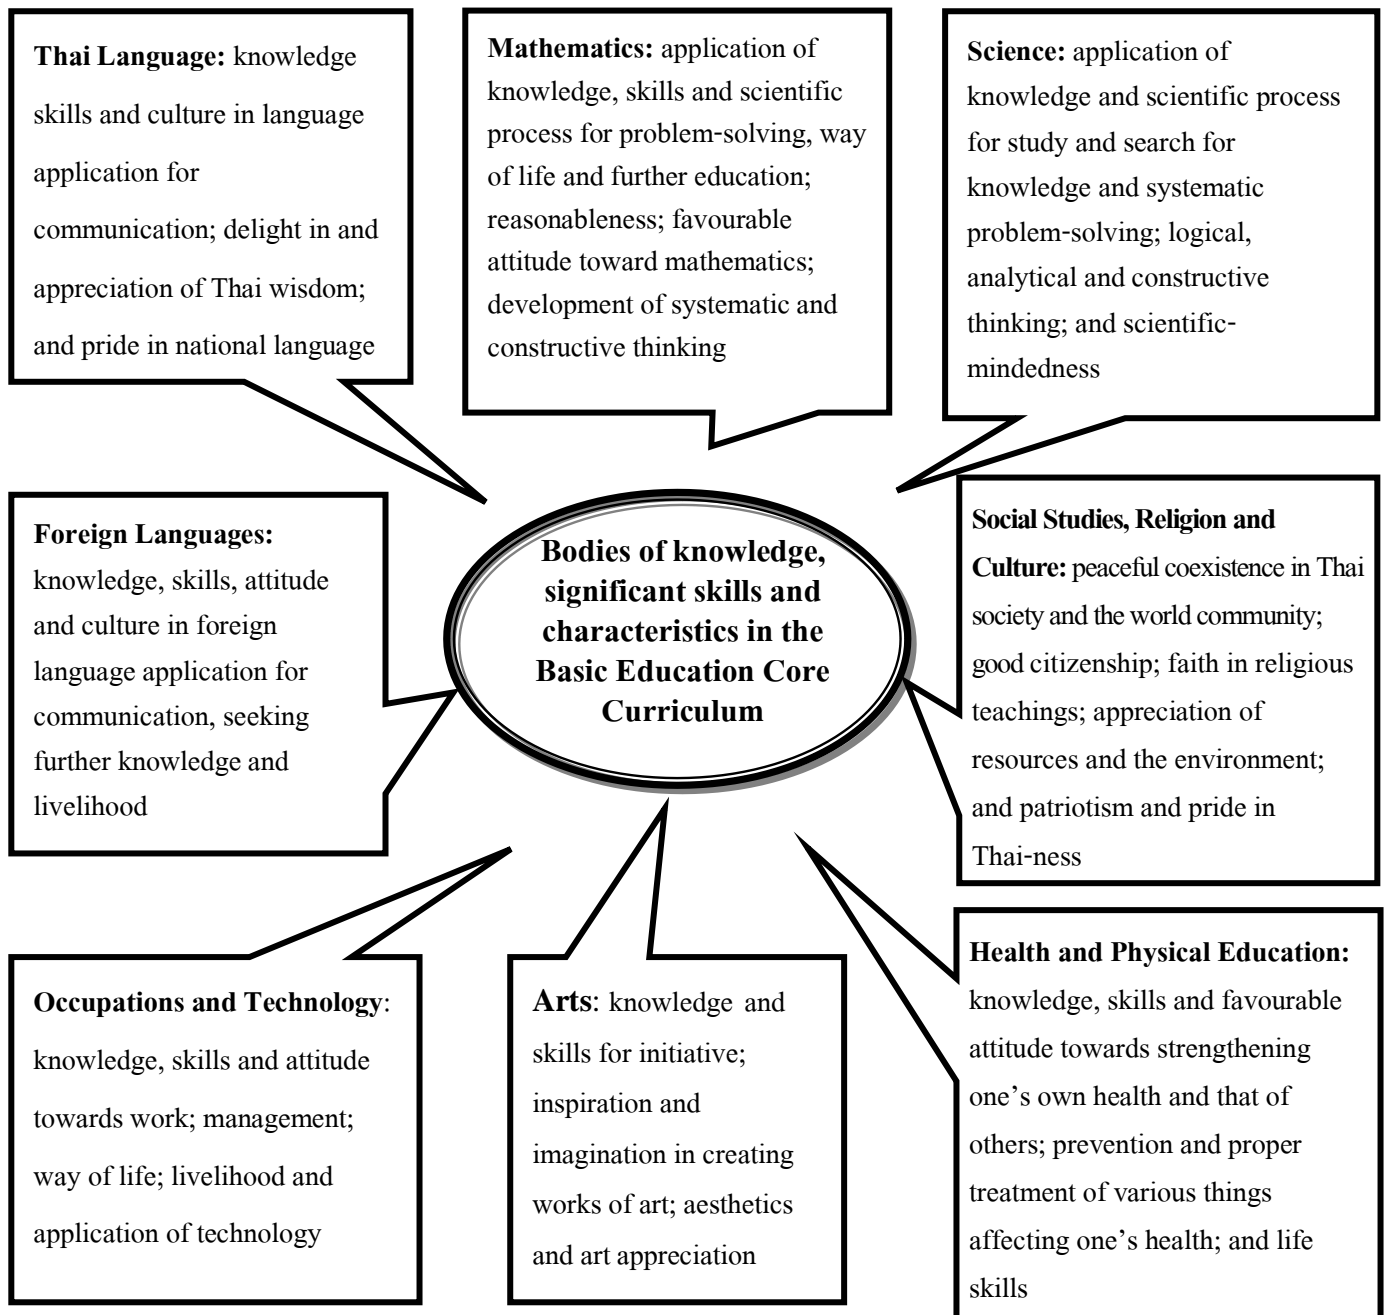 Thai Language: knowledge
skills and culture in language
application for
communication; delight in and
appreciation of Thai wisdom;
and pride in national language
Mathematics: application of
knowledge, skills and scientific
process for problem-solving, way
of life and further education;
reasonableness; favourable
attitude toward mathematics;
development of systematic and
constructive thinking
Science: application of
knowledge and scientific process
for study and search for
knowledge and systematic
problem-solving; logical,
analytical and constructive
thinking; and scientific-
mindedness
Foreign Languages:
knowledge, skills, attitude
and culture in foreign
language application for
communication, seeking
further knowledge and
livelihood
Bodies of knowledge,
significant skills and
characteristics in the
Basic Education Core
Curriculum
Social Studies, Religion and
Culture: peaceful coexistence in Thai
society and the world community;
good citizenship; faith in religious
teachings; appreciation of
resources and the environment;
and patriotism and pride in
Thai-ness
Occupations and Technology:
knowledge, skills and attitude
towards work; management;
way of life; livelihood and
application of technology
Arts: knowledge and
skills for initiative;
inspiration and
imagination in creating
works of art; aesthetics
and art appreciation
Health and Physical Education:
knowledge, skills and favourable
attitude towards strengthening
one’s own health and that of
others; prevention and proper
treatment of various things
affecting one’s health; and life
skills